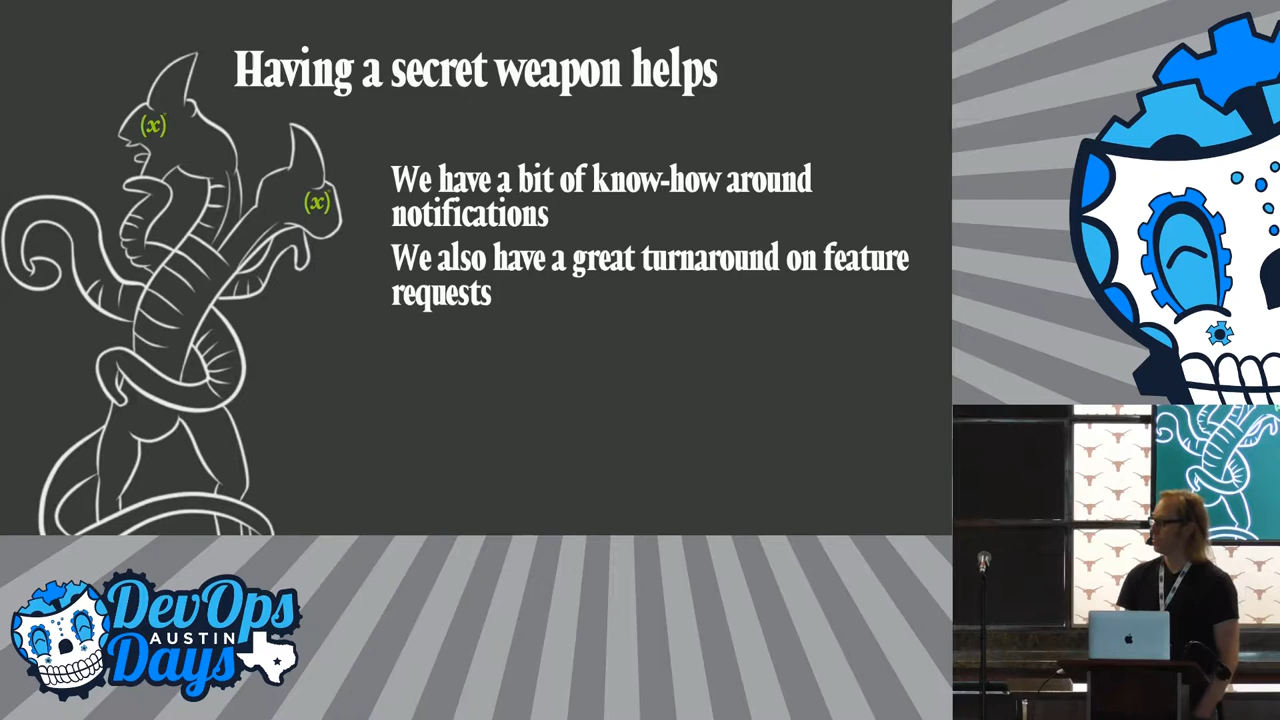 Having a secret weapon helps
(x)
(x)
We have a bit of know-how around
notifications
We also have a great turnaround on feature
requests
DevOps
AUSTIN
Days